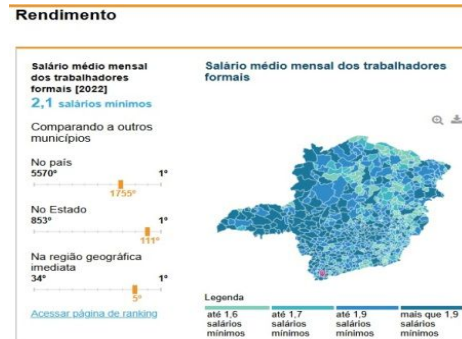 Rendimento
Salário médio mensal
dos trabalhadores
formais [2022]
2,1 salários mínimos
Comparando a outros
municípios
No país
5570º 1º
1755º
No Estado
853º 1º
111º
Na região geográfica
imediata
34º 1º
5º
Acessar página de ranking
Salário médio mensal dos trabalhadores
formais
Legenda
até 1,6
salários
mínimos
até 1,7
salários
mínimos
até 1,9
salários
mínimos
mais que 1,9
salários
mínimos